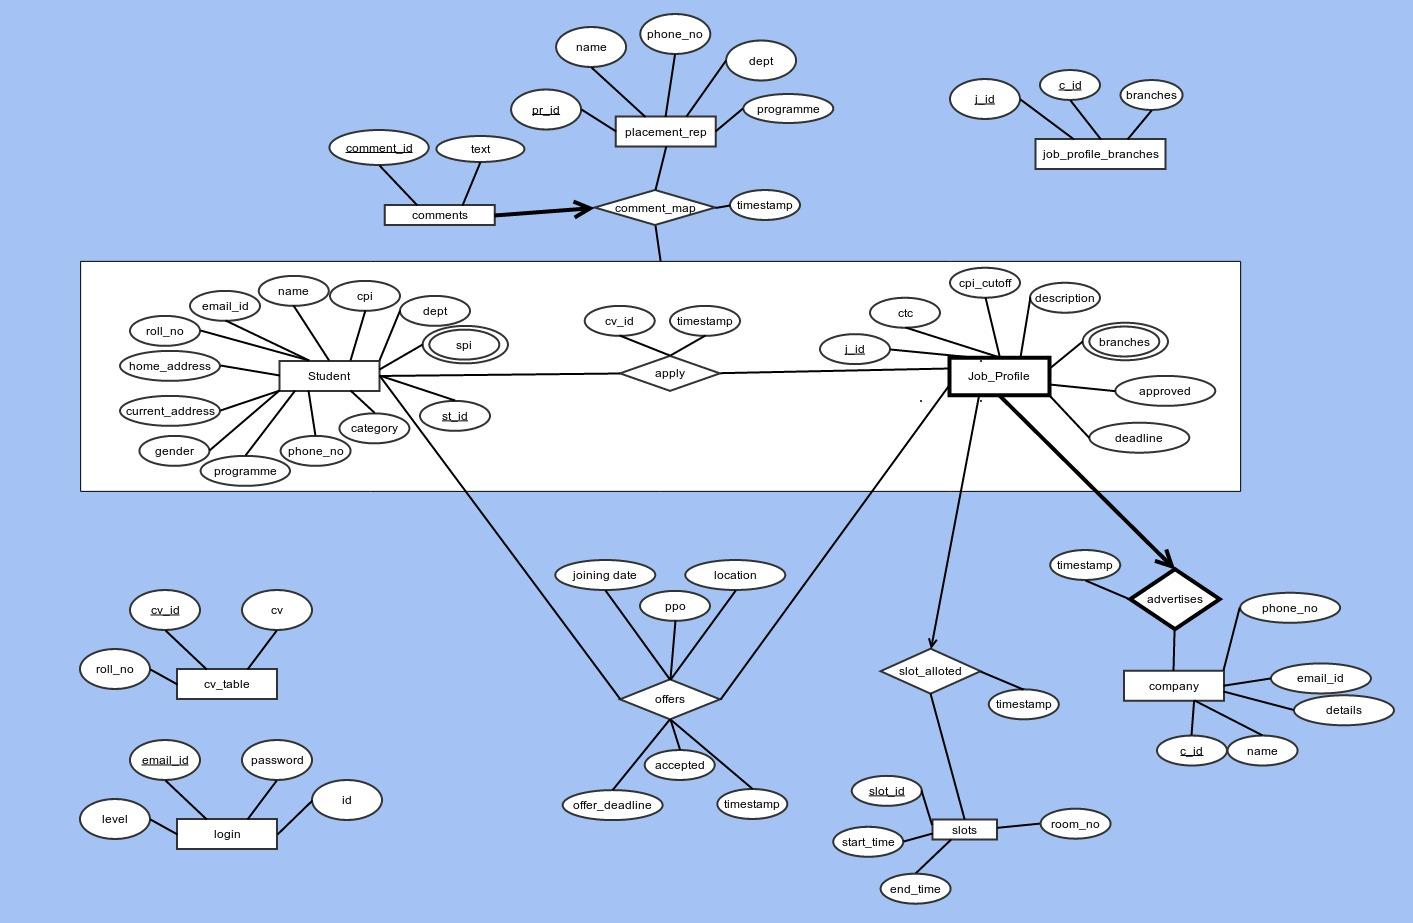 name
phone_no
dept
pr_id
programme
placement_rep
j_id
c_id
branches
job_profile_branches
comment_id
text
comments
comment_map
timestamp
name
email_id
cpi
dept
roll_no
spi
home_address
Student
current_address
st_id
category
gender
phone_no
programme
cv_id
timestamp
apply
cpi_cutoff
description
ctc
j_id
branches
Job_Profile
approved
deadline
joining date
location
ppo
offers
accepted
offer_deadline
timestamp
slot_alloted
timestamp
slot_id
start_time
slots
room_no
end_time
timestamp
advertises
phone_no
company
email_id
details
c_id
name
cv_id
cv
roll_no
cv_table
email_id
password
id
level
login